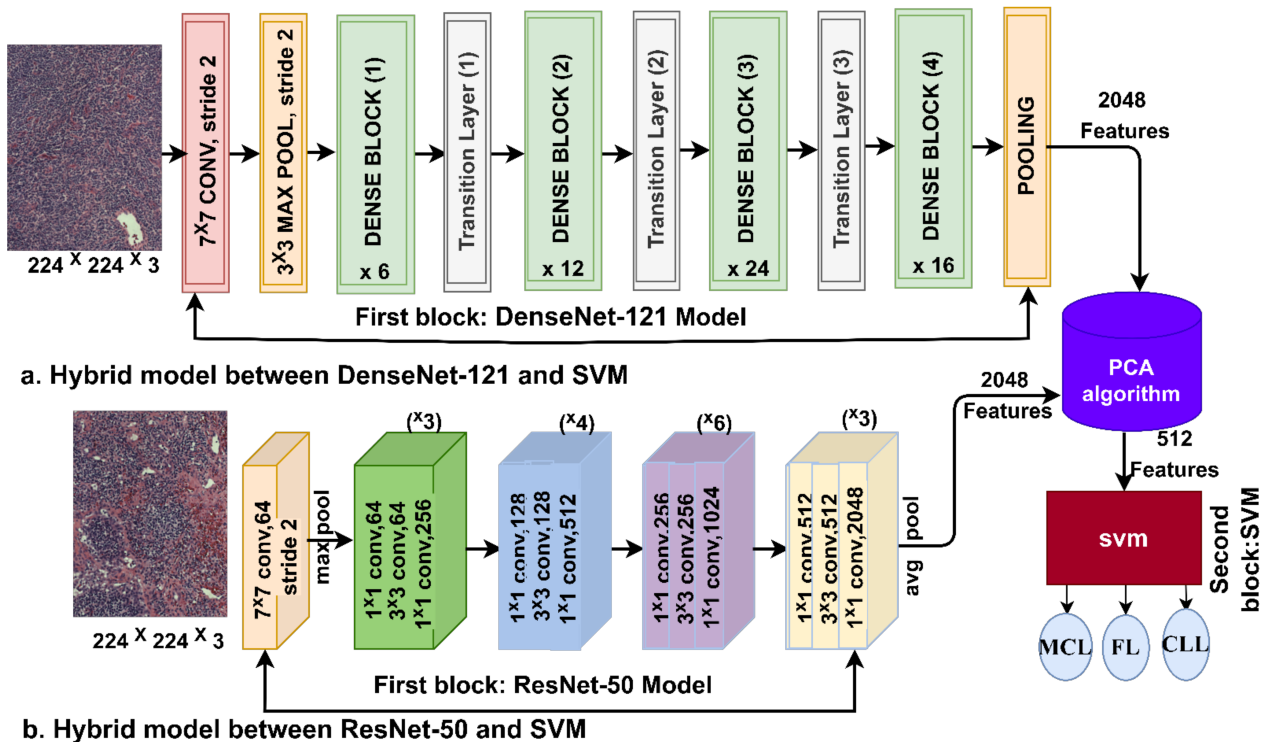 7x7 CONV, stride 2
3x3 MAX POOL, stride 2
DENSE BLOCK (1)
x 6
Transition Layer (1)
DENSE BLOCK (2)
x 12
Transition Layer (2)
DENSE BLOCK (3)
x 24
Transition Layer (3)
DENSE BLOCK (4)
x 16
POOLING
2048
Features
224 x 224 x 3
First block: DenseNet-121 Model
a. Hybrid model between DenseNet-121 and SVM
PCA
algorithm
2048
Features
512
Features
224 x 224 x 3
7x7 conv,64
stride 2
max pool
(x3)
1x1 conv,64
3x3 conv,64
1x1 conv,256
(x4)
1x1 conv,128
3x3 conv,128
1x1 conv,512
(x6)
1x1 conv,256
3x3 conv,256
1x1 conv,1024
(x3)
1x1 conv,512
3x3 conv,512
1x1 conv,2048
avg pool
svm
Second
block:SVM
MCL
FL
CLL
First block: ResNet-50 Model
b. Hybrid model between ResNet-50 and SVM